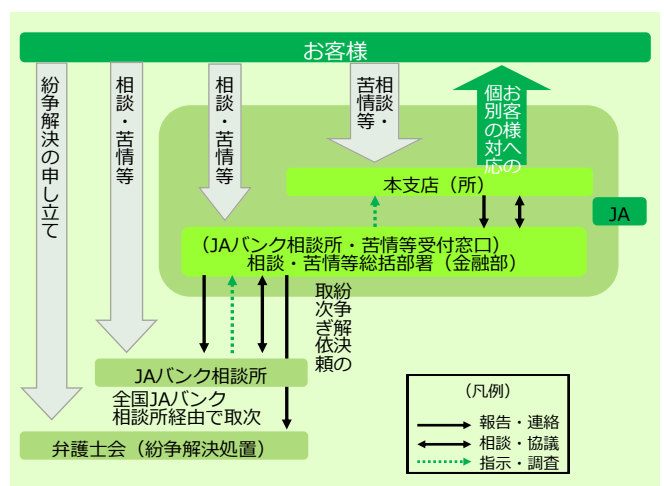 お客様
紛争解決の申し立て
相談・苦情等
相談・苦情等
相談・
苦情等
お客様への
個別の対応
本支店（所）
JA
（JAバンク相談所・苦情等受付窓口）
相談・苦情等総括部署（金融部）
紛争解決の
取次ぎ依頼
JAバンク相談所
全国JAバンク
相談所経由で取次
弁護士会（紛争解決処置）
（凡例）
報告・連絡
相談・協議
指示・調査